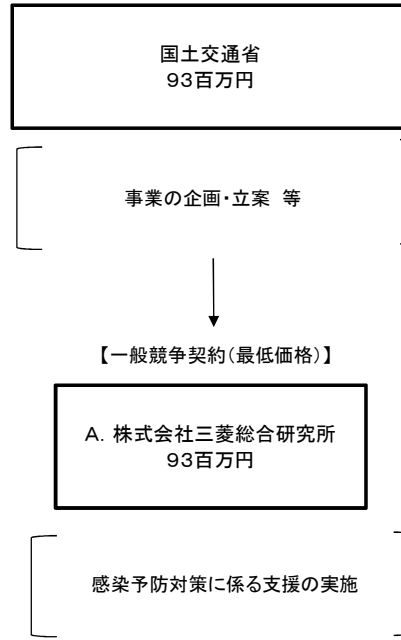 国土交通省
93百万円
事業の企画・立案　等
【一般競争契約（最低価格）】
A．株式会社三菱総合研究所
93百万円
感染予防対策に係る支援の実施